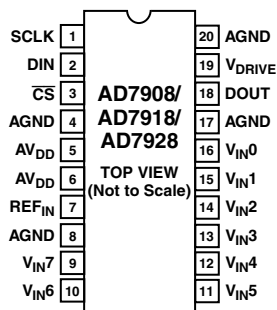 SCLK 1 20 AGND
DIN 2 19 VDRIVE
CS 3 AD7908/ 18 DOUT
AGND 4 AD7918/ 17 AGND
AVDD 5 AD7928 16 VIN0
AVDD 6 TOP VIEW 15 VIN1
REFIN 7 (Not to Scale) 14 VIN2
AGND 8 13 VIN3
VIN7 9 12 VIN4
VIN6 10 11 VIN5